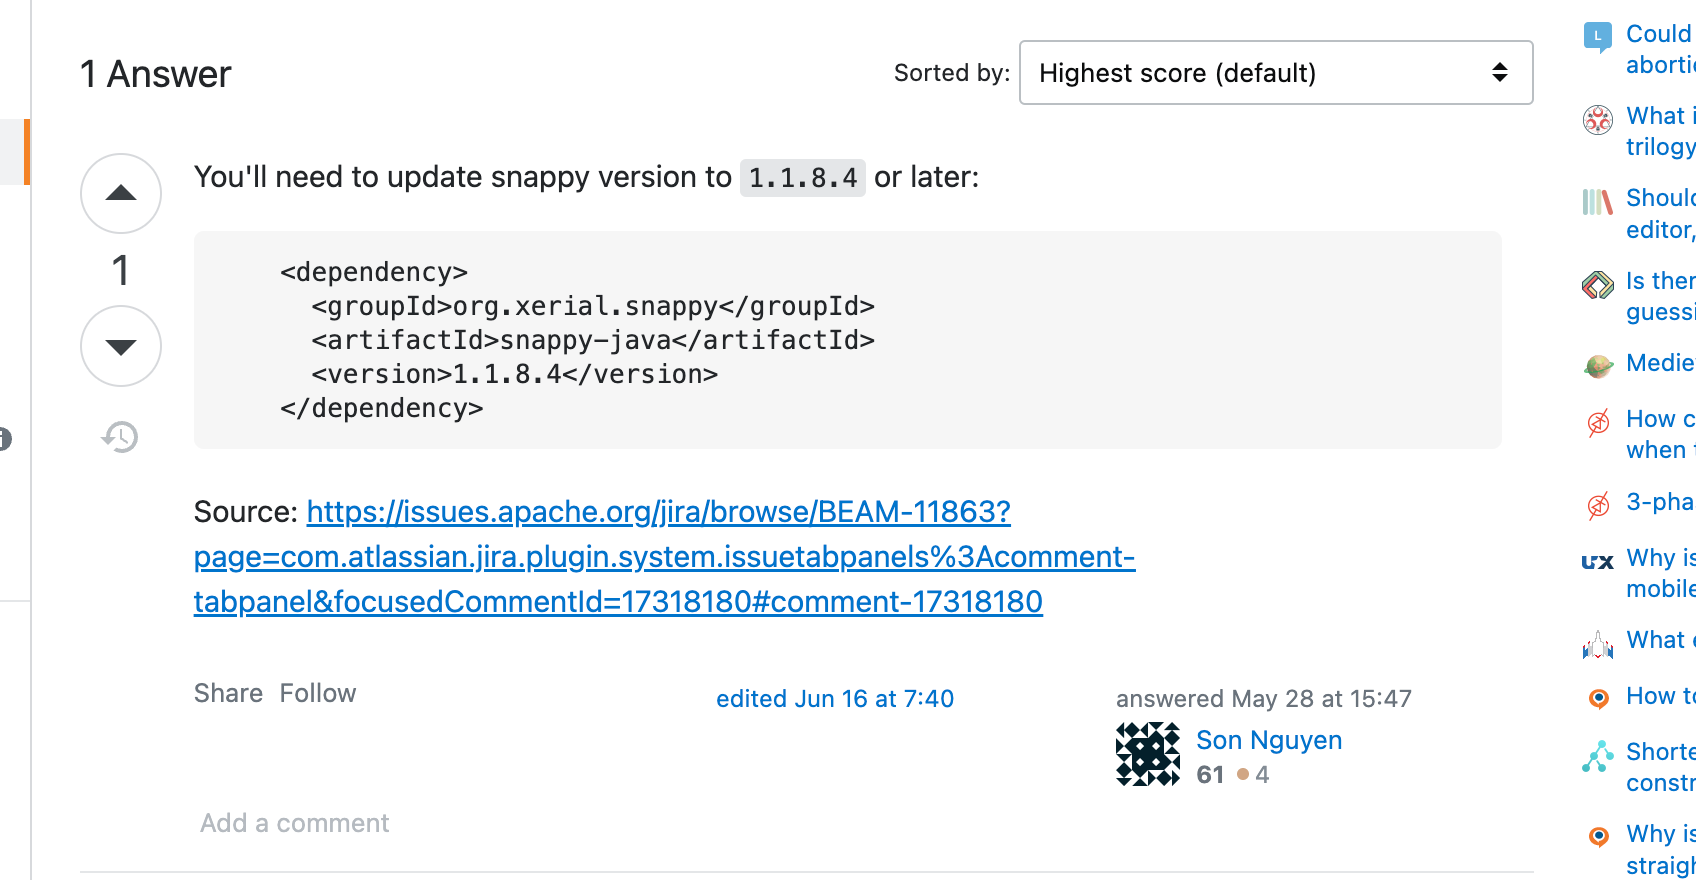 1 Answer
Sorted by: Highest score (default)
You'll need to update snappy version to 1.1.8.4 or later:
1
<dependency>
<groupId>org.xerial.snappy</groupId>
<artifactId>snappy-java</artifactId>
<version>1.1.8.4</version>
</dependency>
Source: https://issues.apache.org/jira/browse/BEAM-11863?
page=com.atlassian.jira.plugin.system.issuetabpanels%3Acomment-
tabpanel&focusedCommentId=17318180#comment-17318180
Share Follow
edited Jun 16 at 7:40
answered May 28 at 15:47
Son Nguyen
61 4
Add a comment
L
Could
What
trilogy
editor,
Is
Medie
How
when
3-pha
ux
Why is
mobile
What
How to
Shorte
constr
Why is